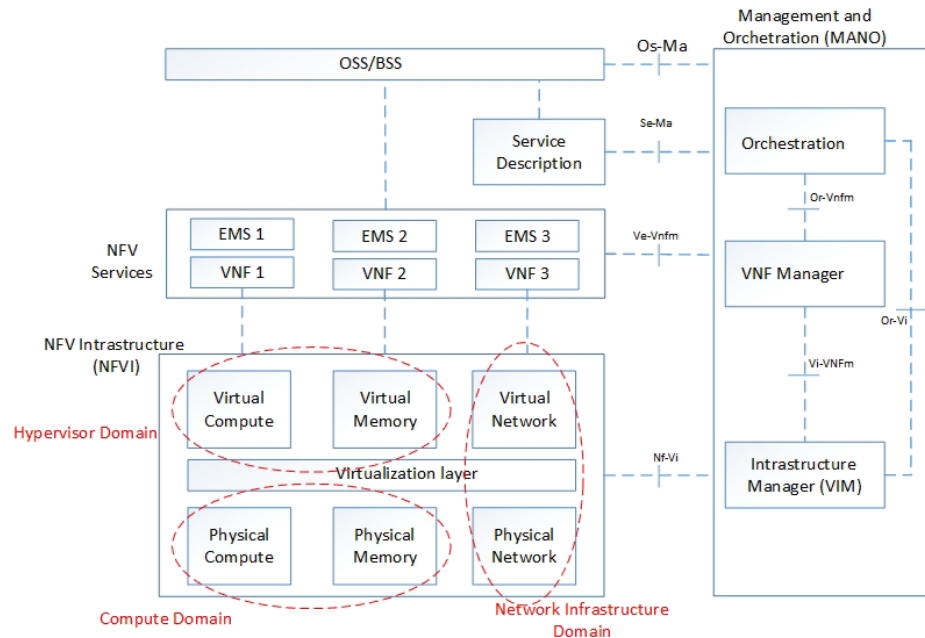 Management and
Orchetration (MANO)
Os-Ma
OSS/BSS
Se-Ma
Service
Description
Orchestration
Or-Vnfm
NFV
Services
EMS 1
EMS 2
EMS 3
VNF 1
VNF 2
VNF 3
Ve-Vnfm
VNF Manager
Or-Vi
NFV Intrastructure
(NFVI)
Vi-VNFm
Virtual
Compute
Virtual
Memory
Virtual
Network
Hypervisor Domain
Virtualization layer
Nf-Vi
Intrastructure
Manager (VIM)
Physical
Compute
Physical
Memory
Physical
Network
Compute Domain
Network Infrastructure
Domain